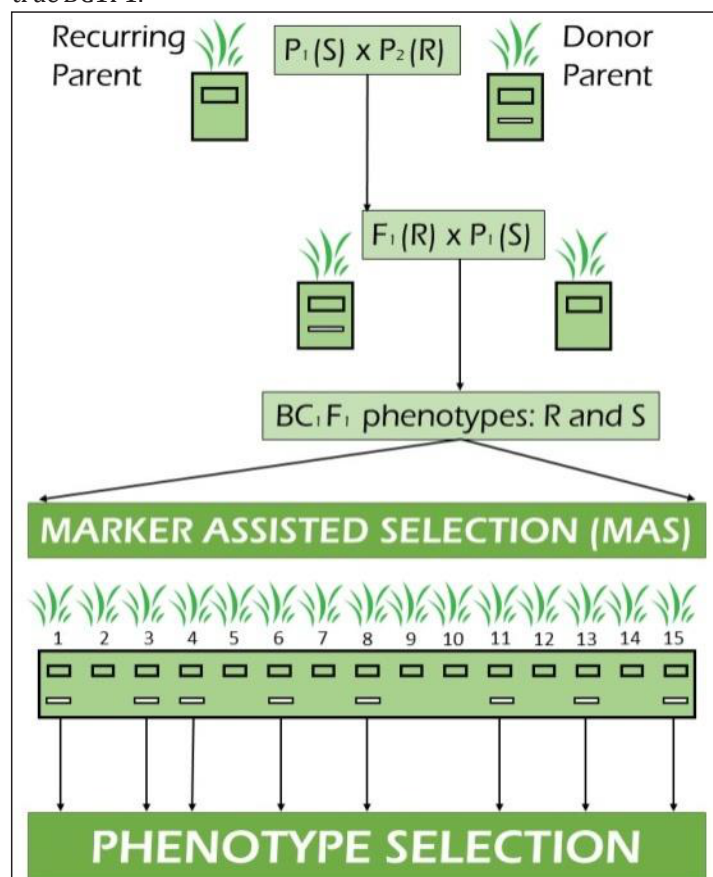 Recurring Parent
P₁(S) x P₂(R)
Donor Parent
F₁(R) x P₁(S)
BC₁F₁ phenotypes: R and S
MARKER ASSISTED SELECTION (MAS)
1 2 3 4 5 6 7 8 9 10 11 12 13 14 15
PHENOTYPE SELECTION